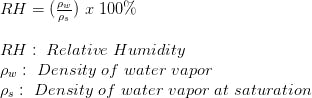 RH = (ρw/ρs) x 100%
RH : Relative Humidity
ρw : Density of water vapor
ρs : Density of water vapor at saturation